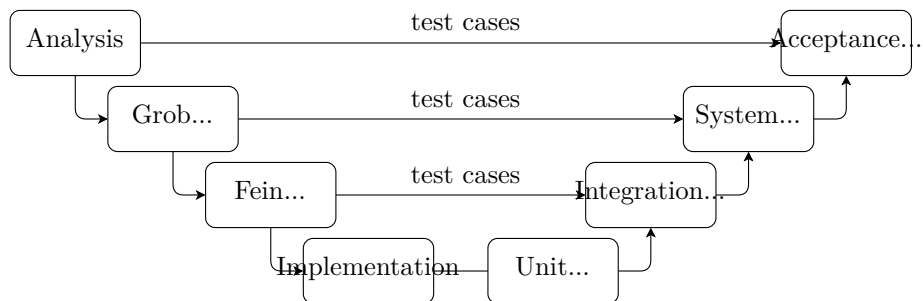 Analysis
test cases
Acceptance...
Grob...
test cases
System...
Fein...
test cases
Integration...
Implementation
Unit...